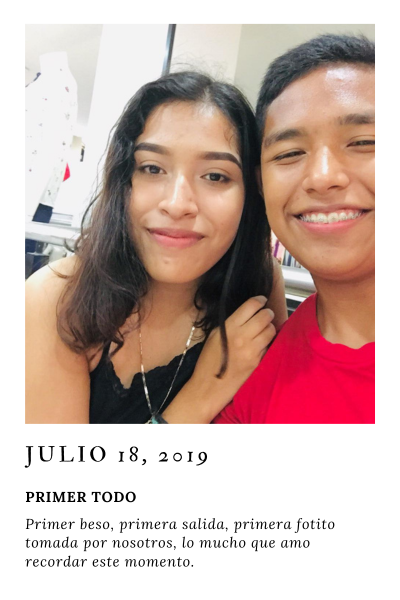 JULIO 18, 2019
PRIMER TODO
Primer beso, primera salida, primera fotito
tomada por nosotros, lo mucho que amo
recordar este momento.